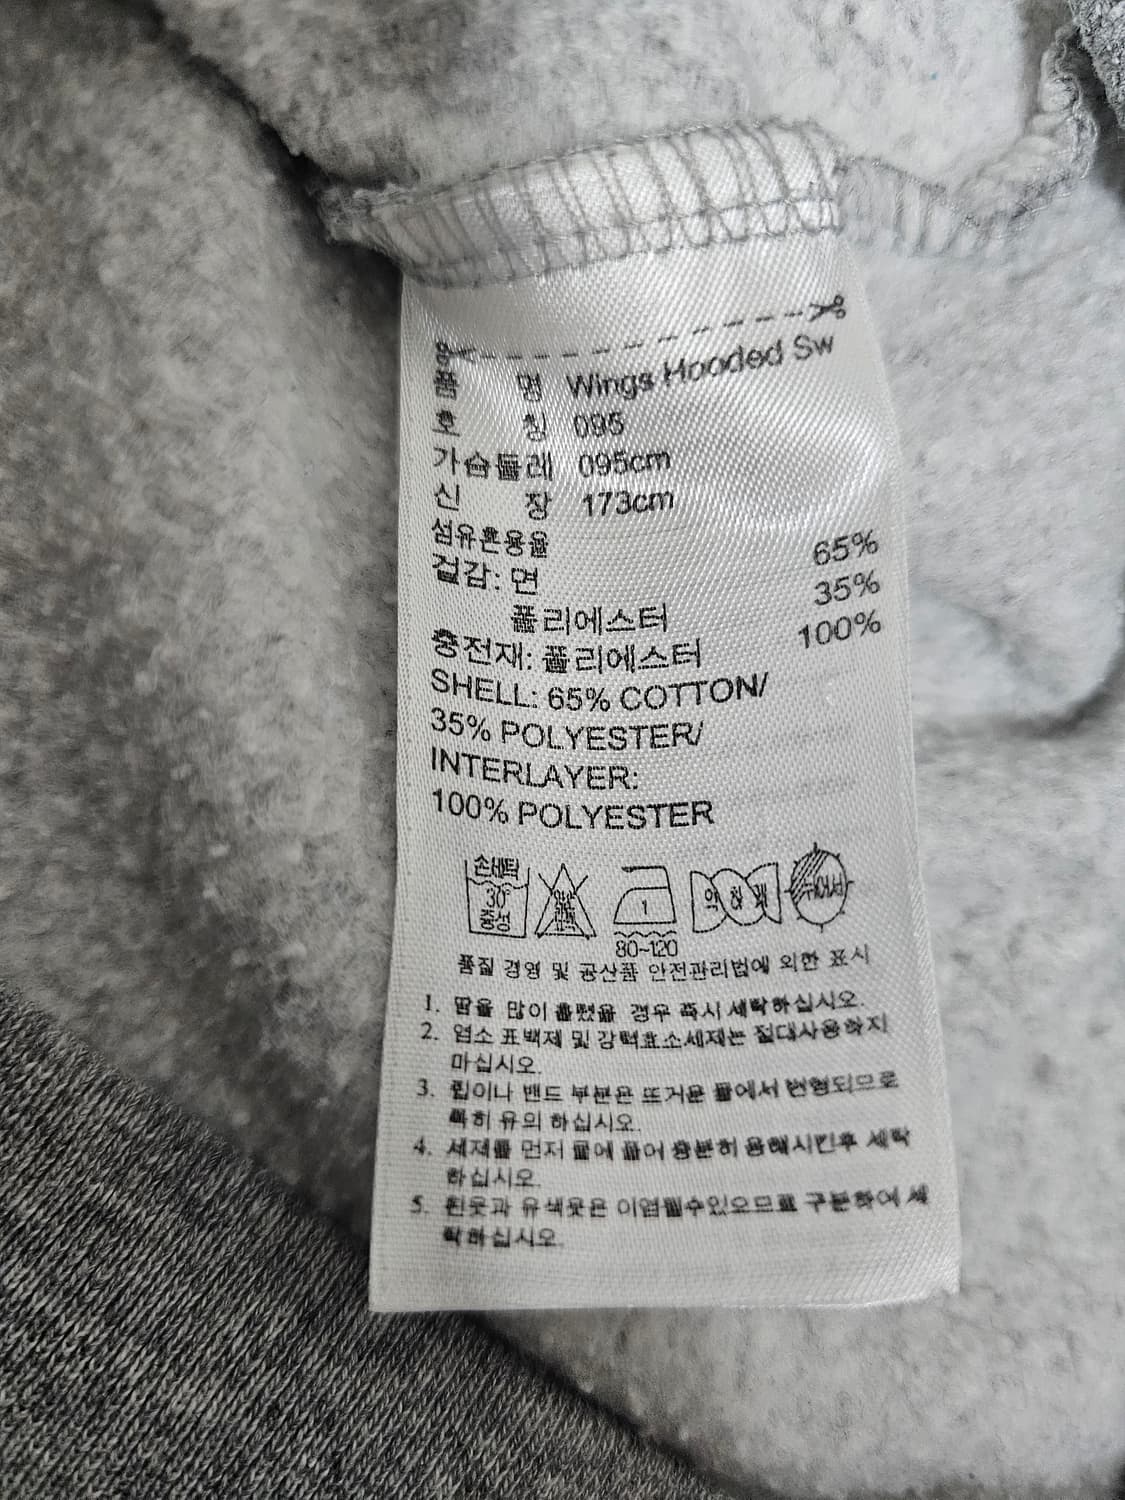 품 명 Wings Hooded Sw
호 칭 095
가슴둘레 095cm
신 장 173cm
섬유혼용율
겉감: 면 65%
폴리에스터 35%
충전재: 폴리에스터 100%
SHELL: 65% COTTON/
35% POLYESTER/
INTERLAYER:
100% POLYESTER
손세탁
30°
중성
1
80~120
약하게
뉘어서
품질 경영 및 공산품 안전관리법에 의한 표시
1. 땀을 많이 흘렸을 경우 즉시 세탁하십시오.
2. 염소 표백제 및 강력효소세제는 절대사용하지
마십시오.
3. 립이나 밴드 부분은 뜨거운 물에서 변형되므로
특히 유의 하십시오.
4. 세제를 먼저 물에 풀어 충분히 용해시킨후 세탁
하십시오.
5. 흰옷과 유색옷은 이염될수있으므로 구분하여 세
탁하십시오.